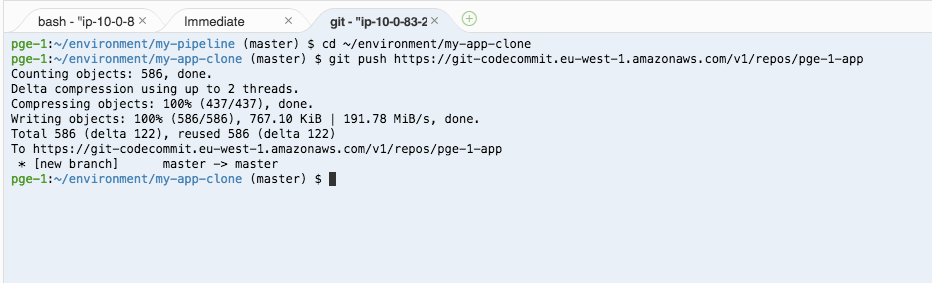 bash - "ip-10-0-8 ×
Immediate ×
git - "ip-10-0-83-2 ×
pge-1:~/environment/my-pipeline (master) $ cd ~/environment/my-app-clone
pge-1:~/environment/my-app-clone (master) $ git push https://git-codecommit.eu-west-1.amazonaws.com/v1/repos/pge-1-app
Counting objects: 586, done.
Delta compression using up to 2 threads.
Compressing objects: 100% (437/437), done.
Writing objects: 100% (586/586), 767.10 KiB | 191.78 MiB/s, done.
Total 586 (delta 122), reused 586 (delta 122)
To https://git-codecommit.eu-west-1.amazonaws.com/v1/repos/pge-1-app
 * [new branch]      master -> master
pge-1:~/environment/my-app-clone (master) $